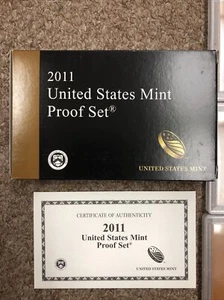 2011
United States Mint
Proof Set®
UNITED STATES MINT
CERTIFICATE OF AUTHENTICITY
2011
United States Mint
Proof Set®
UNITED STATES MINT